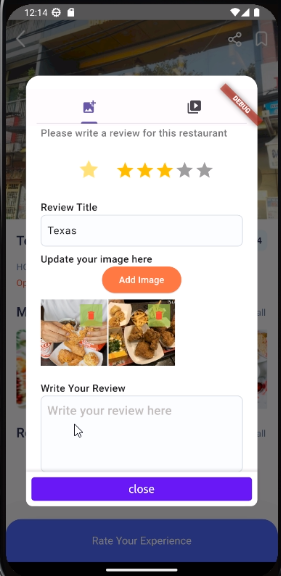 12:14
DEBUG
Please write a review for this restaurant
Review Title
Texas
Update your image here
Add Image
Write Your Review
Write your review here
close
Rate Your Experience